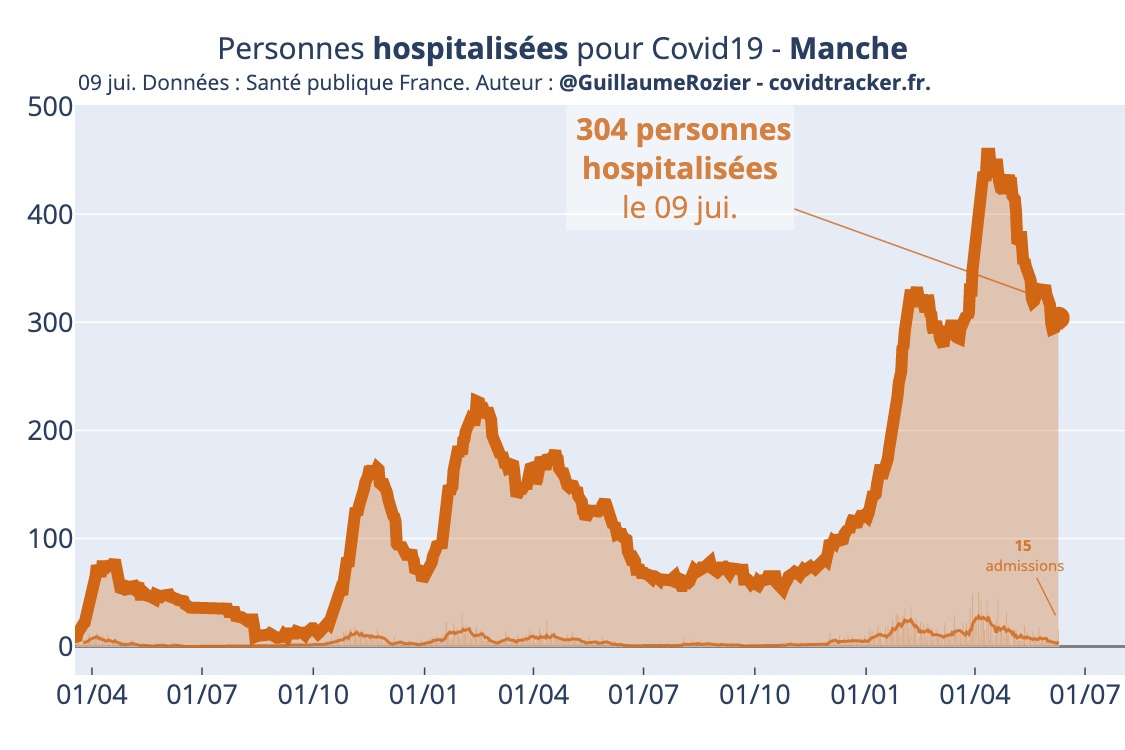 Personnes hospitalisées pour Covid19 - Manche
09 jui. Données : Santé publique France. Auteur : @GuillaumeRozier - covidtracker.fr.
500
304 personnes
hospitalisées
le 09 jui.
400
300
200
100
15
admissions
0
01/04 01/07 01/10 01/01 01/04 01/07 01/10 01/01 01/04 01/07